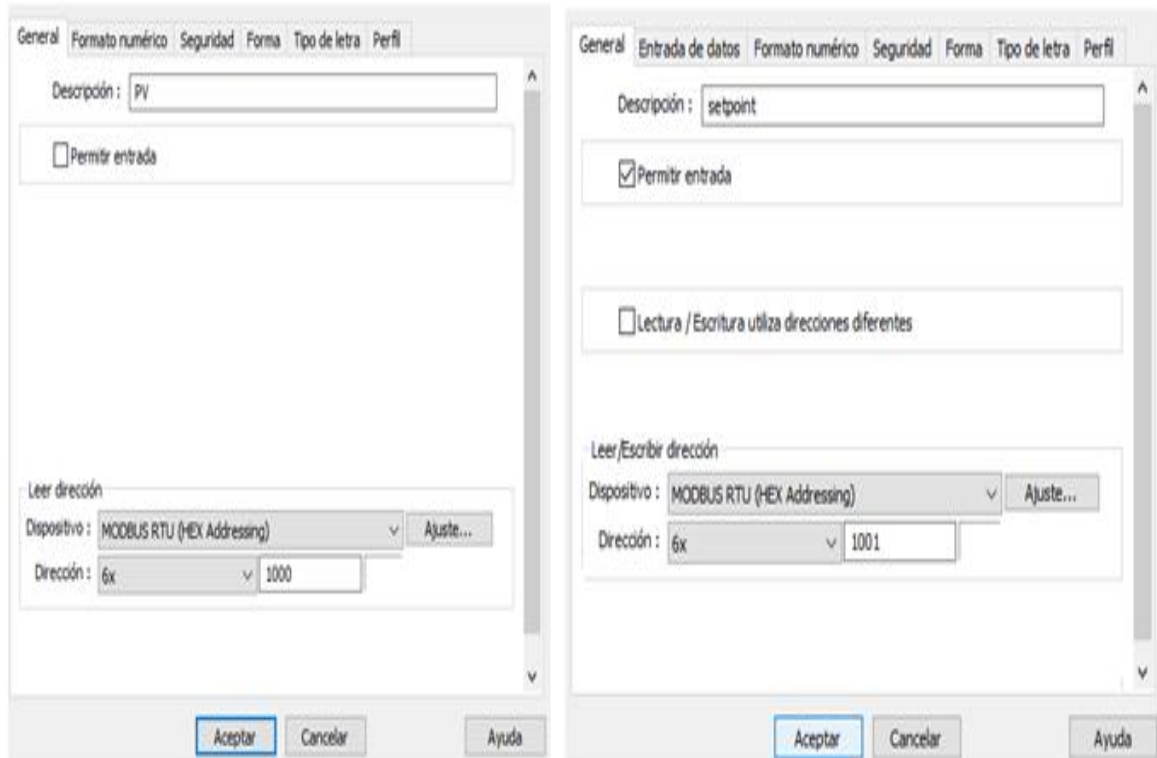 General Formato numérico Seguridad Forma Tipo de letra Perfil
Descripción : PV
Permitir entrada
Leer dirección
Dispositivo : MODBUS RTU (HEX Addressing) Ajuste...
Dirección : 6x 1000
Aceptar Cancelar Ayuda
General Entrada de datos Formato numérico Seguridad Forma Tipo de letra Perfil
Descripción : setpoint
Permitir entrada
Lectura / Escritura utiliza direcciones diferentes
Leer/Escribir dirección
Dispositivo : MODBUS RTU (HEX Addressing) Ajuste...
Dirección : 6x 1001
Aceptar Cancelar Ayuda